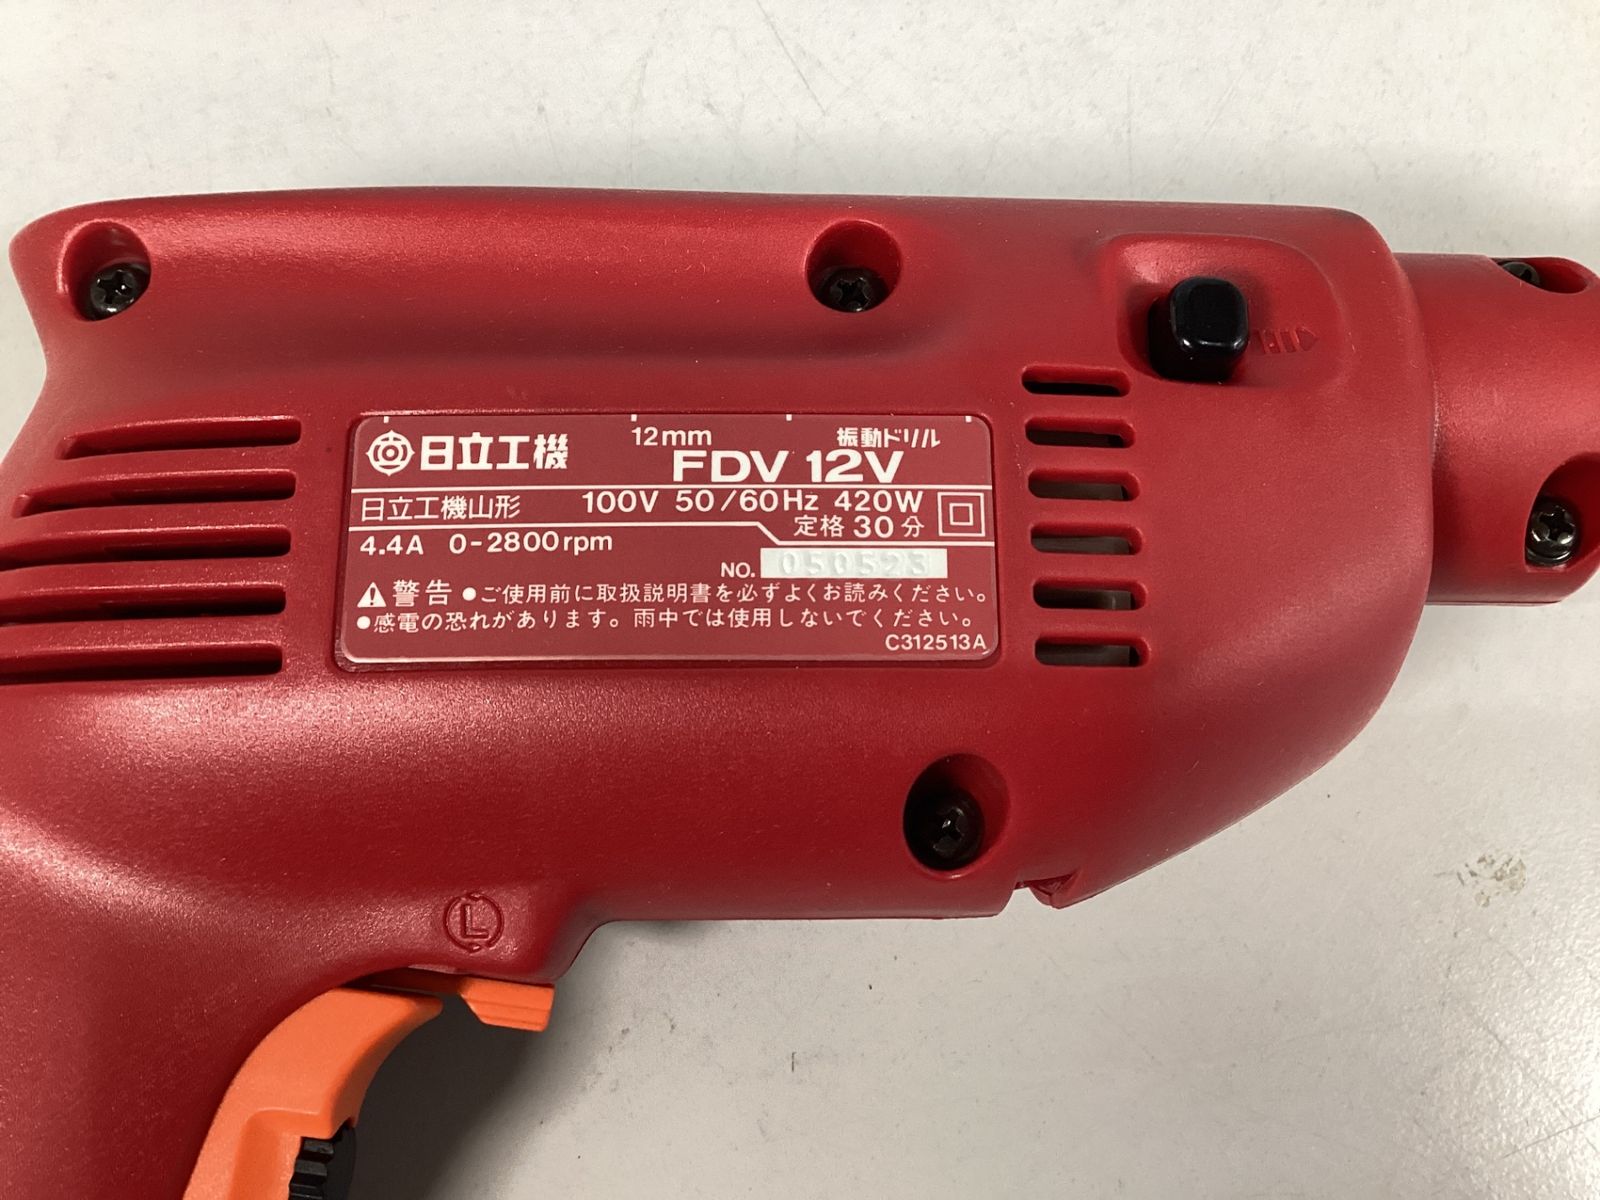 日立工機
12mm 振動ドリル
FDV 12V
日立工機山形 100V 50/60Hz 420W
定格30分
4.4A 0-2800rpm
NO. 050523
警告 ●ご使用前に取扱説明書を必ずよくお読みください。
●感電の恐れがあります。雨中では使用しないでください。
C312513A
L